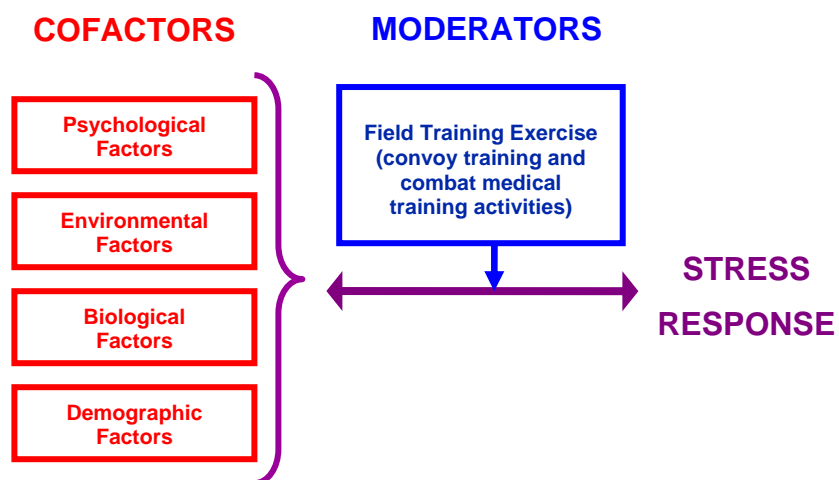 COFACTORS
Psychological
Factors
Environmental
Factors
Biological
Factors
Demographic
Factors
MODERATORS
Field Training Exercise
(convoy training and
combat medical
training activities)
STRESS
RESPONSE